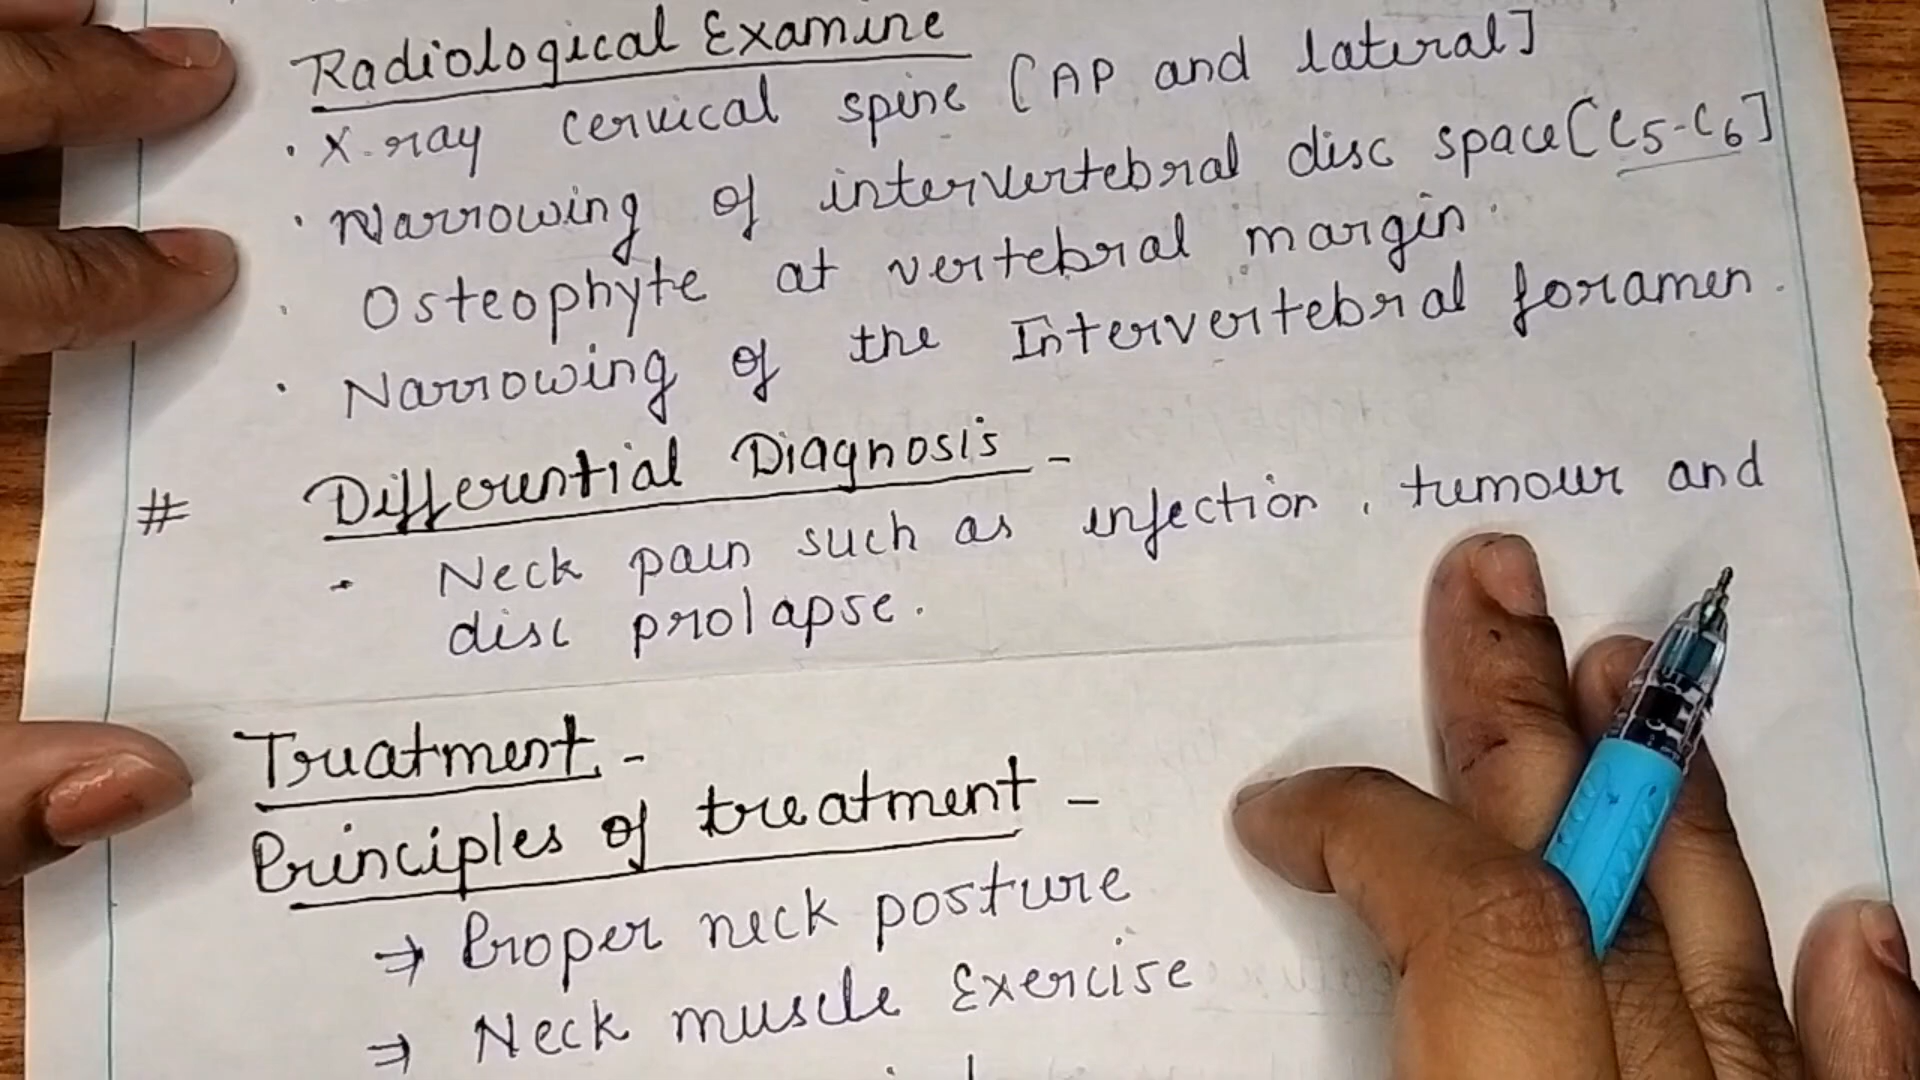 Radiological Examine
· X-ray cervical spine [AP and lateral]
· Narrowing of intervertebral disc space [C5-C6]
· Osteophyte at vertebral margin.
· Narrowing of the Intervertebral foramen.
# Differential Diagnosis -
· Neck pain such as infection, tumour and
disc prolapse.
Treatment -
Principles of treatment -
⇒ Proper neck posture
⇒ Neck muscle Exercise